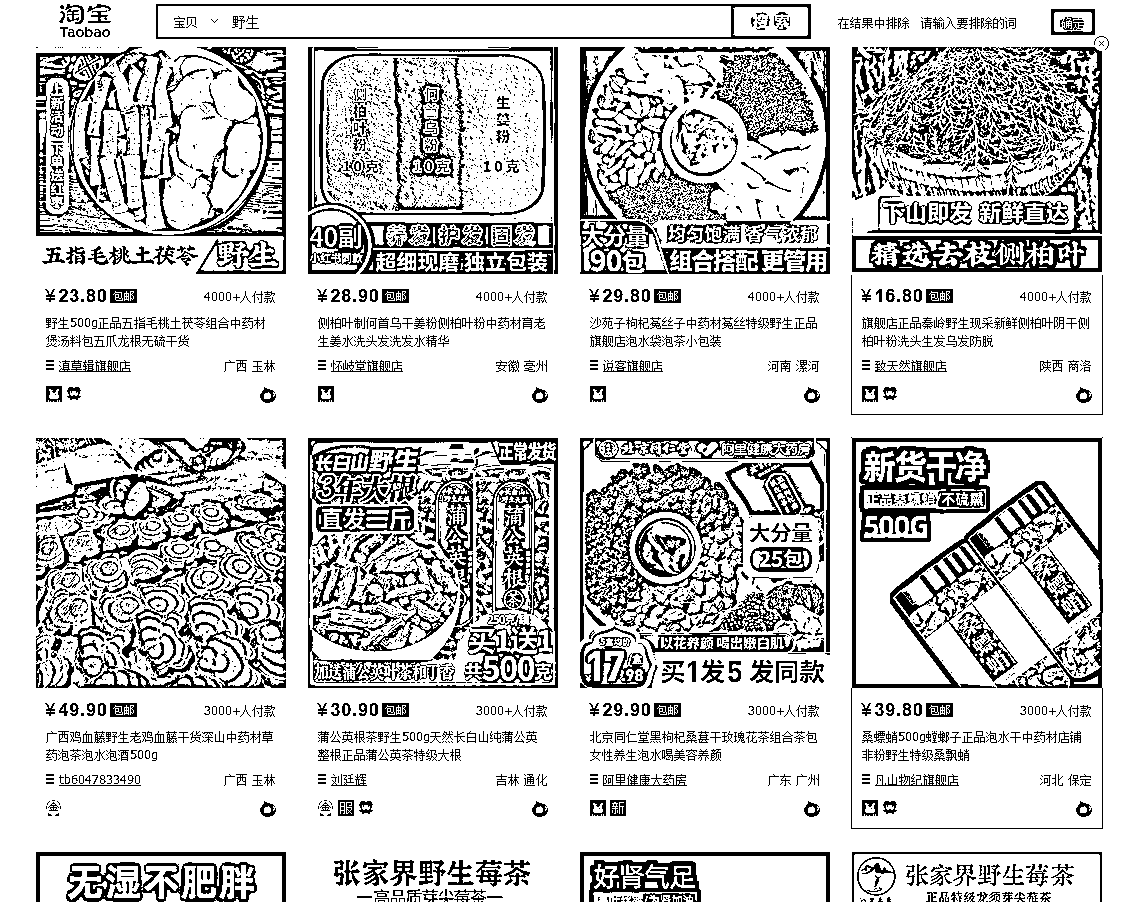 淘宝
Taobao
宝贝 野生 搜索
在结果中排除 请输入要排除的词 确定
上新活动 下单送红枣
五指毛桃土茯苓 野生
¥23.80 包邮 4000+人付款
野生500g正品五指毛桃土茯苓组合中药材
煲汤料包五爪龙根无硫干货
滇草辑旗舰店 广西 玉林
侧柏叶粉 10克
何首乌粉 10克
生姜粉 10克
40副
养发 护发 固发
超细现磨 独立包装
¥28.90 包邮 4000+人付款
侧柏叶制何首乌干姜粉侧柏叶粉中药材育老
生姜水洗头发洗发水精华
怀岐堂旗舰店 安徽 亳州
大分量
90包
均匀饱满 香气浓郁
组合搭配 更管用
¥29.80 包邮 4000+人付款
沙苑子枸杞菟丝子中药材菟丝特级野生正品
旗舰店泡水袋泡茶小包装
说客旗舰店 河南 漯河
下山即发 新鲜直达
精选去枝侧柏叶
¥16.80 包邮 4000+人付款
旗舰店正品秦岭野生现采新鲜侧柏叶阴干侧
柏叶粉洗头生发乌发防脱
致天然旗舰店 陕西 商洛
¥49.90 包邮 3000+人付款
广西鸡血藤野生老鸡血藤干货深山中药材草
药泡茶泡水泡酒500g
tb6047833490 广西 玉林
长白山野生
3年大根
直发三斤
正常发货
蒲公英根
蒲公英根茶
买1送1
共500克
¥30.90 包邮 3000+人付款
蒲公英根茶野生500g天然长白山纯蒲公英
整根正品蒲公英茶特级大根
刘廷辉 吉林 通化
服
阿里健康大药房
大分量
25包
以花养颜 喝出嫩白肌
17.98
买1发5 发同款
¥29.90 包邮 3000+人付款
北京同仁堂黑枸杞桑葚干玫瑰花茶组合茶包
女性养生泡水喝美容养颜
阿里健康大药房 广东 广州
新
新货干净
正品桑螵蛸 不硫熏
500G
¥39.80 包邮 3000+人付款
桑螵蛸500g螳螂子正品泡水干中药材店铺
非粉野生特级桑飘蛸
凡山物纪旗舰店 河北 保定
无湿不肥胖
张家界野生莓茶
高品质芽尖莓茶
好肾气足
张家界野生莓茶
正品特级龙须芽尖莓茶